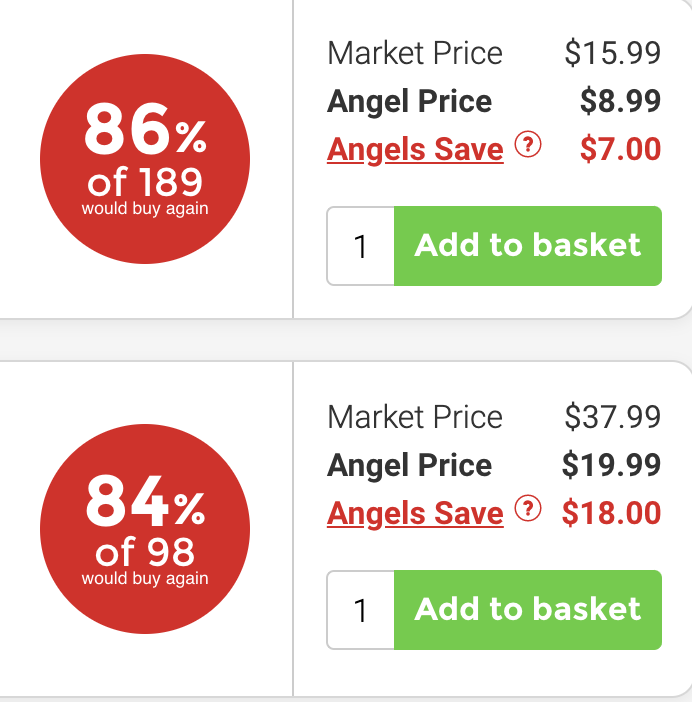 86%
of 189
would buy again
Market Price $15.99
Angel Price $8.99
Angels Save ? $7.00
1 Add to basket
84%
of 98
would buy again
Market Price $37.99
Angel Price $19.99
Angels Save ? $18.00
1 Add to basket